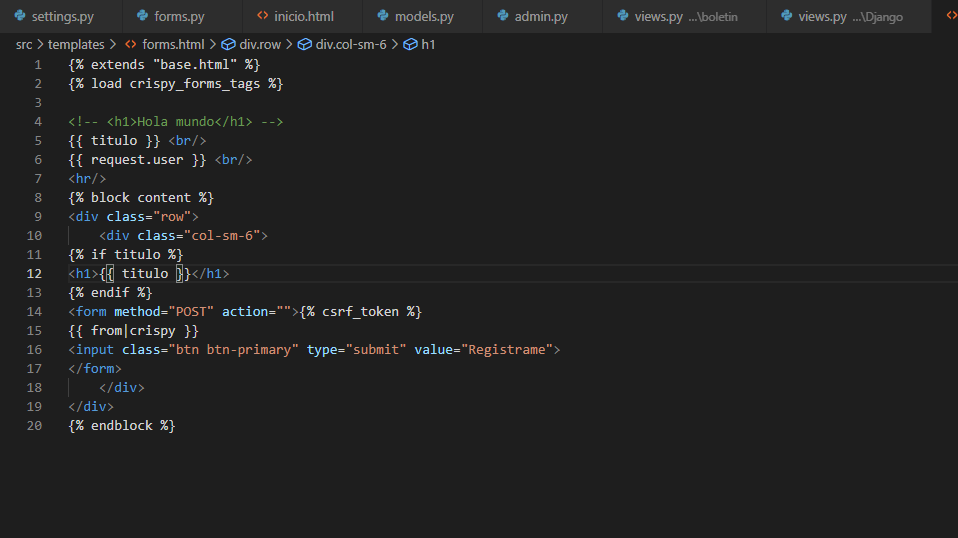 settings.py forms.py inicio.html models.py admin.py views.py ...\boletin views.py ...\Django
src > templates > forms.html > div.row > div.col-sm-6 > h1
1 {% extends "base.html" %}
2 {% load crispy_forms_tags %}
3
4 <!-- <h1>Hola mundo</h1> -->
5 {{ titulo }} <br/>
6 {{ request.user }} <br/>
7 <hr/>
8 {% block content %}
9 <div class="row">
10     <div class="col-sm-6">
11 {% if titulo %}
12 <h1>{{ titulo }}</h1>
13 {% endif %}
14 <form method="POST" action="">{% csrf_token %}
15 {{ from|crispy }}
16 <input class="btn btn-primary" type="submit" value="Registrame">
17 </form>
18     </div>
19 </div>
20 {% endblock %}